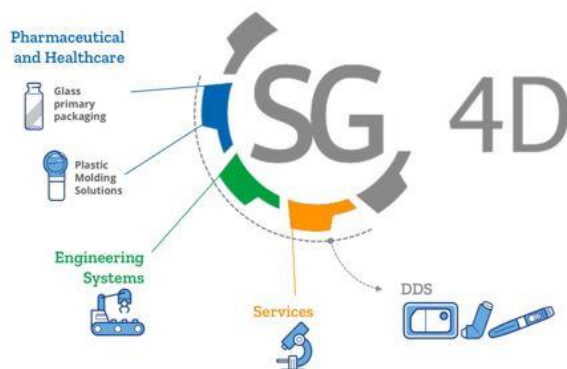 Pharmaceutical
and Healthcare
Glass
primary
packaging
Plastic
Molding
Solutions
SG 4D
Engineering
Systems
Services
DDS